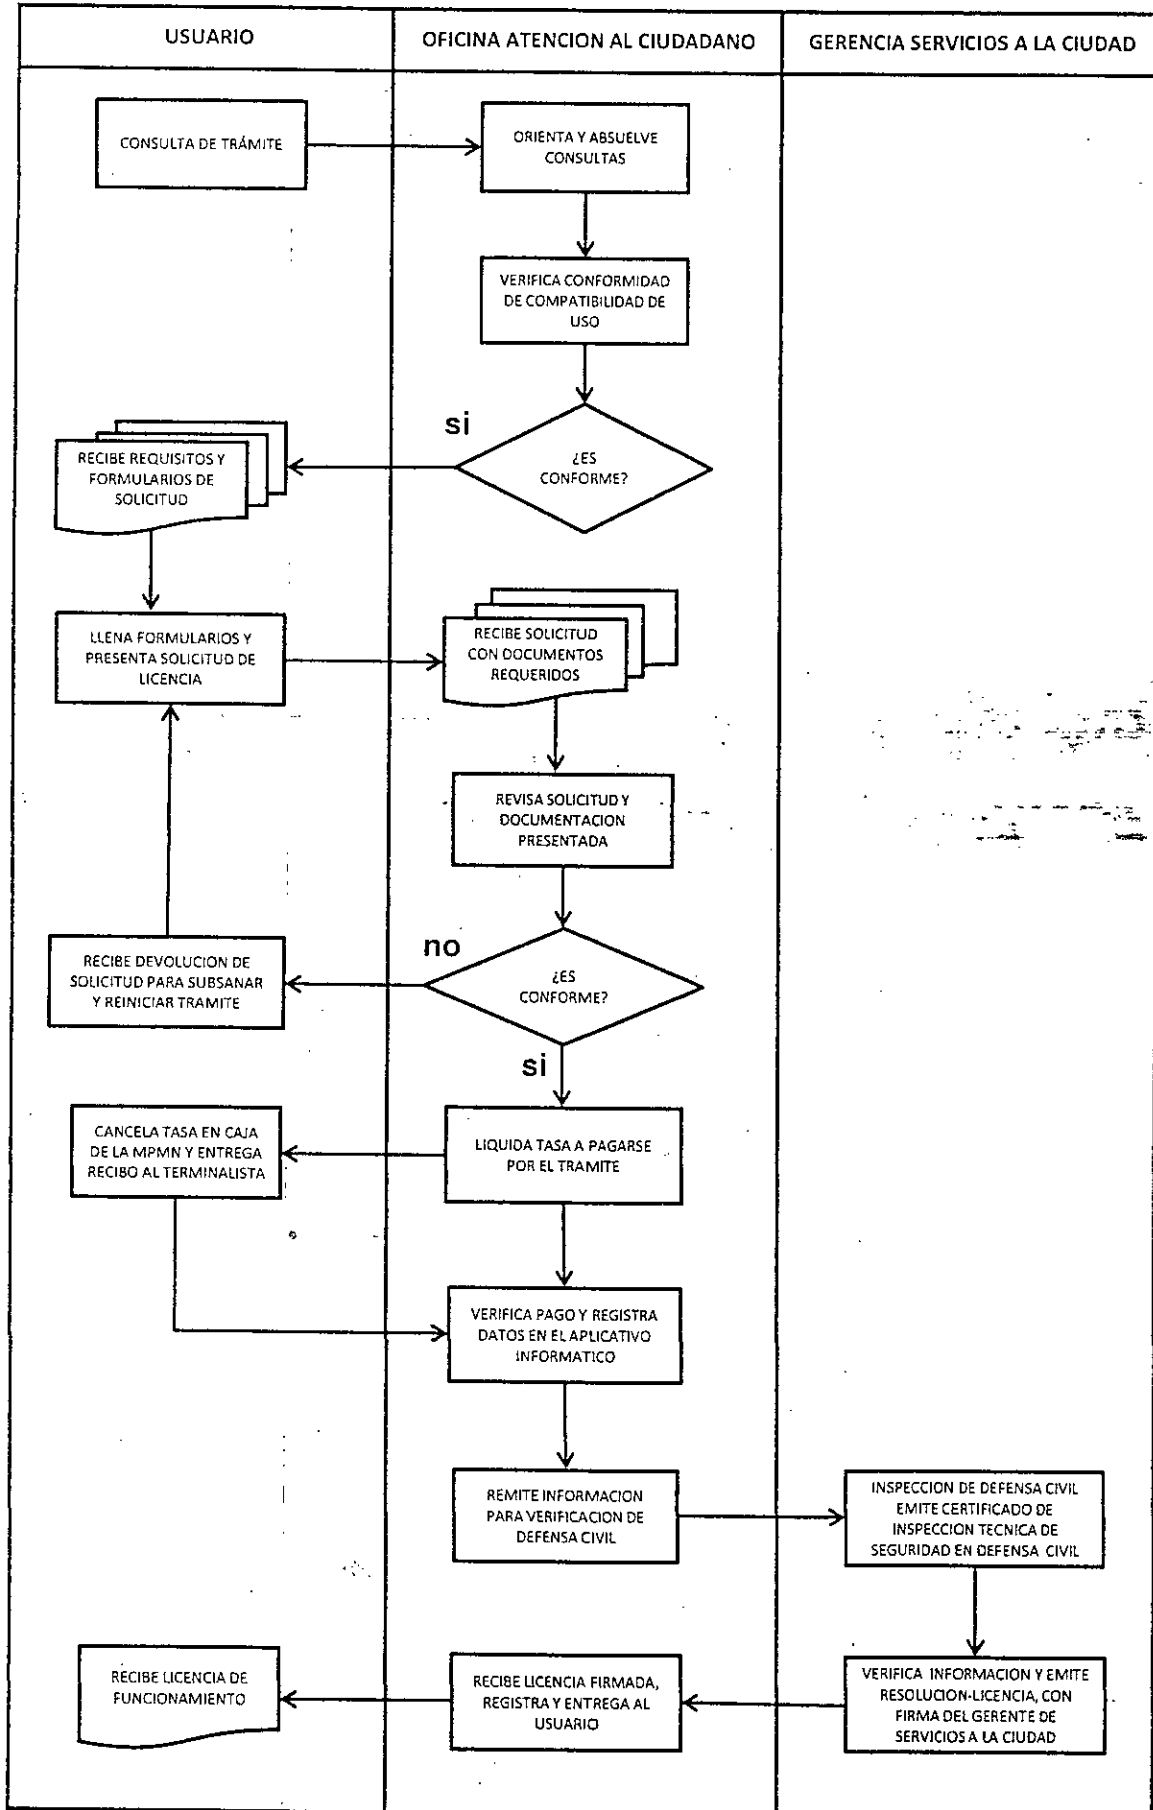 USUARIO
OFICINA ATENCION AL CIUDADANO
GERENCIA SERVICIOS A LA CIUDAD
CONSULTA DE TRÁMITE
ORIENTA Y ABSUELVE
CONSULTAS
VERIFICA CONFORMIDAD
DE COMPATIBILIDAD DE
USO
si
¿ES
CONFORME?
RECIBE REQUISITOS Y
FORMULARIOS DE
SOLICITUD
LLENA FORMULARIOS Y
PRESENTA SOLICITUD DE
LICENCIA
RECIBE SOLICITUD
CON DOCUMENTOS
REQUERIDOS
REVISA SOLICITUD Y
DOCUMENTACION
PRESENTADA
no
¿ES
CONFORME?
RECIBE DEVOLUCION DE
SOLICITUD PARA SUBSANAR
Y REINICIAR TRAMITE
si
LIQUIDA TASA A PAGARSE
POR EL TRAMITE
CANCELA TASA EN CAJA
DE LA MPMN Y ENTREGA
RECIBO AL TERMINALISTA
VERIFICA PAGO Y REGISTRA
DATOS EN EL APLICATIVO
INFORMATICO
REMITE INFORMACION
PARA VERIFICACION DE
DEFENSA CIVIL
INSPECCION DE DEFENSA CIVIL
EMITE CERTIFICADO DE
INSPECCION TECNICA DE
SEGURIDAD EN DEFENSA CIVIL
VERIFICA INFORMACION Y EMITE
RESOLUCION-LICENCIA, CON
FIRMA DEL GERENTE DE
SERVICIOS A LA CIUDAD
RECIBE LICENCIA FIRMADA,
REGISTRA Y ENTREGA AL
USUARIO
RECIBE LICENCIA DE
FUNCIONAMIENTO